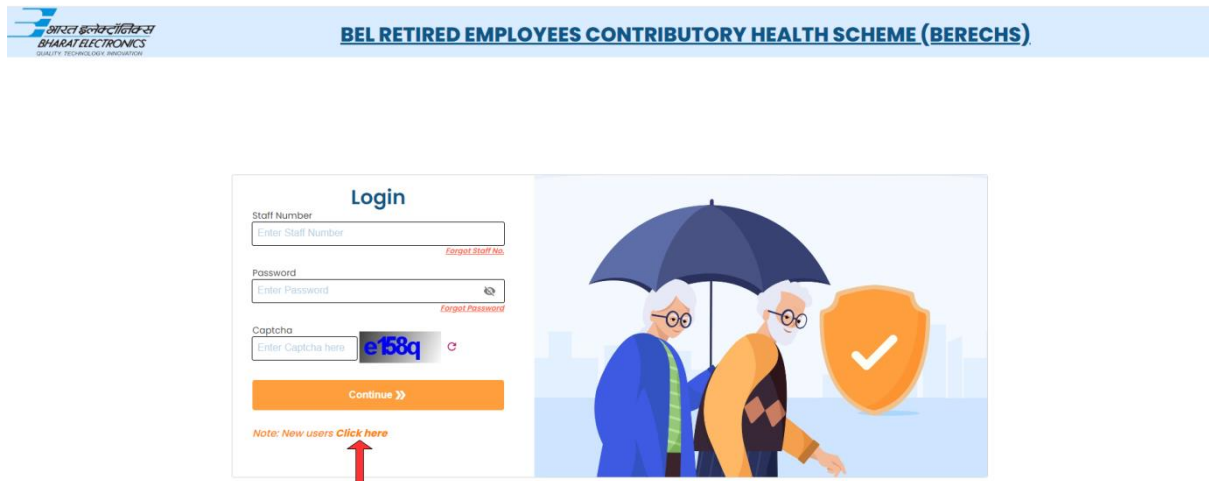 भारत इलेक्ट्रॉनिक्स
BHARAT ELECTRONICS
QUALITY. TECHNOLOGY. INNOVATION
BEL RETIRED EMPLOYEES CONTRIBUTORY HEALTH SCHEME (BERECHS)
Login
Staff Number
Enter Staff Number
Forgot Staff No.
Password
Enter Password
Forgot Password
Captcha
Enter Captcha here e158q
Continue
Note: New users Click here